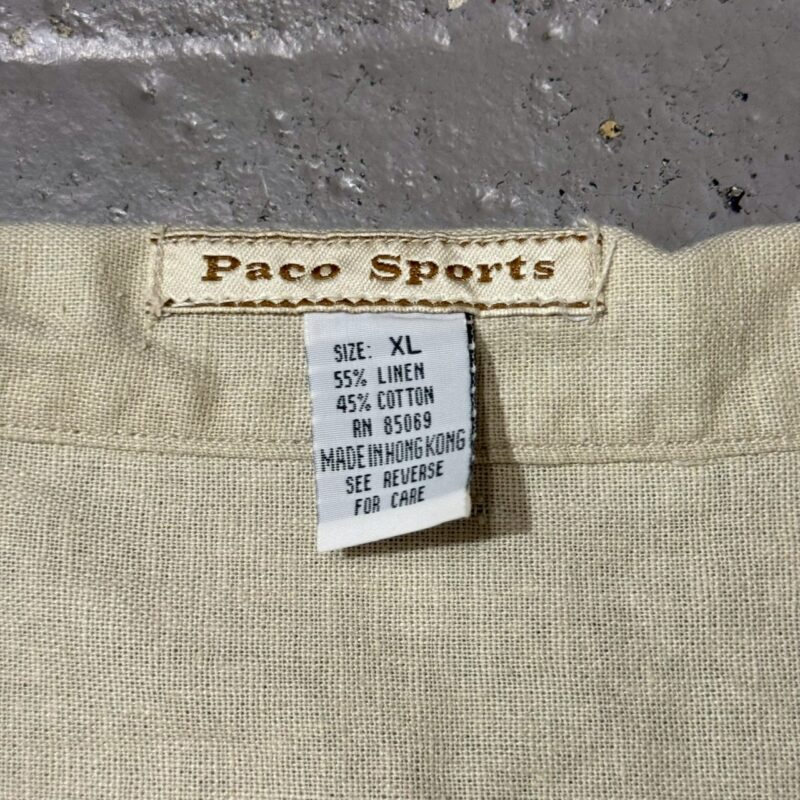 Paco Sports
SIZE: XL
55% LINEN
45% COTTON
RN 85069
MADE IN HONG KONG
SEE REVERSE
FOR CARE